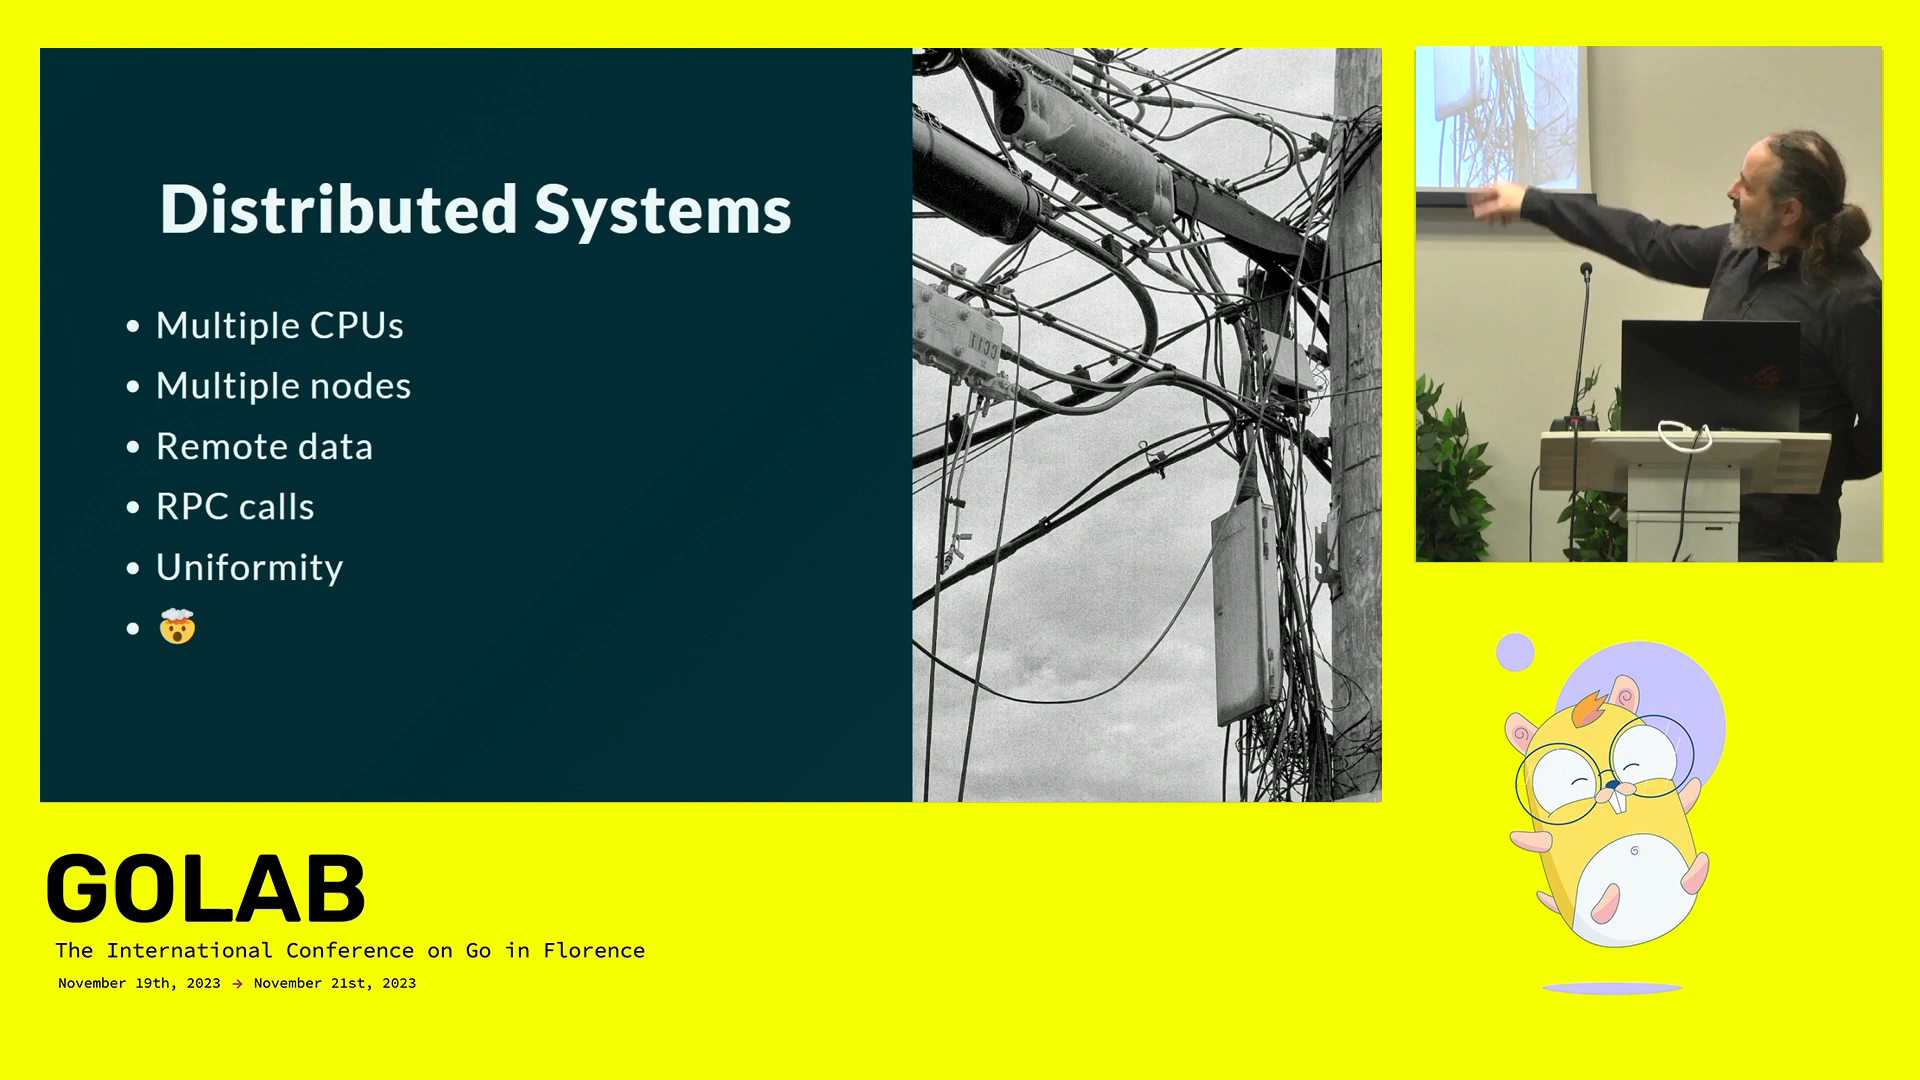 Distributed Systems
• Multiple CPUs
• Multiple nodes
• Remote data
• RPC calls
• Uniformity
• 🤯
CC11
GOLAB
The International Conference on Go in Florence
November 19th, 2023 → November 21st, 2023